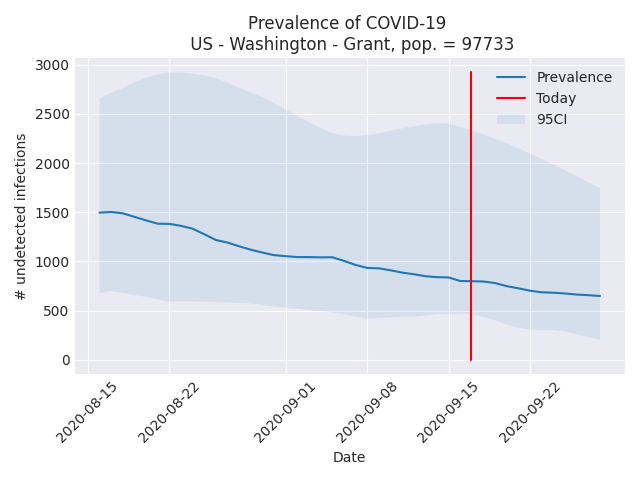 Prevalence of COVID-19
US - Washington - Grant, pop. = 97733
3000
2500
2000
1500
1000
500
0
# undetected infections
Prevalence
Today
95CI
2020-08-15
2020-08-22
2020-09-01
2020-09-08
2020-09-15
2020-09-22
Date